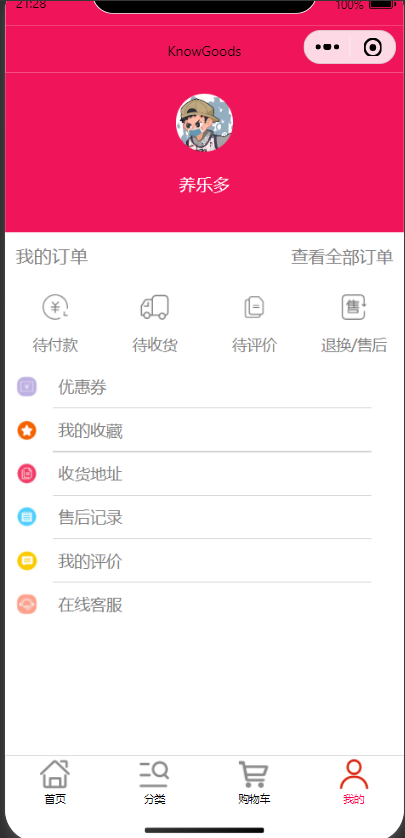 21:28 100%
KnowGoods
养乐多
我的订单 查看全部订单
待付款 待收货 待评价 退换/售后
优惠券
我的收藏
收货地址
售后记录
我的评价
在线客服
首页 分类 购物车 我的